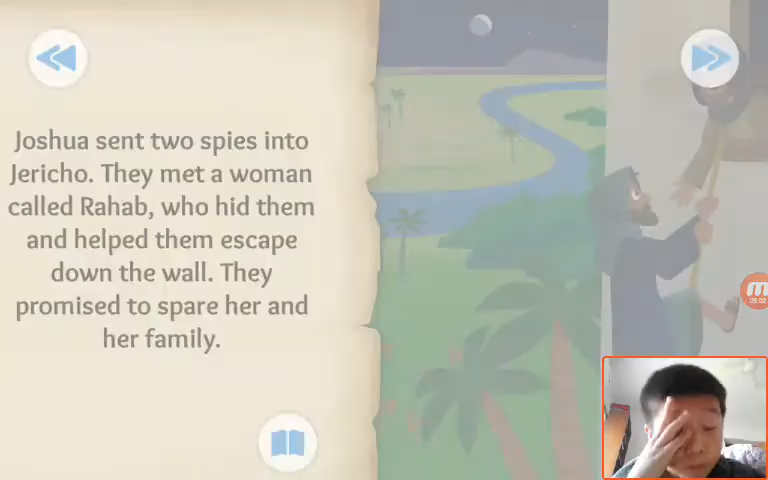 Joshua sent two spies into
Jericho. They met a woman
called Rahab, who hid them
and helped them escape
down the wall. They
promised to spare her and
her family.